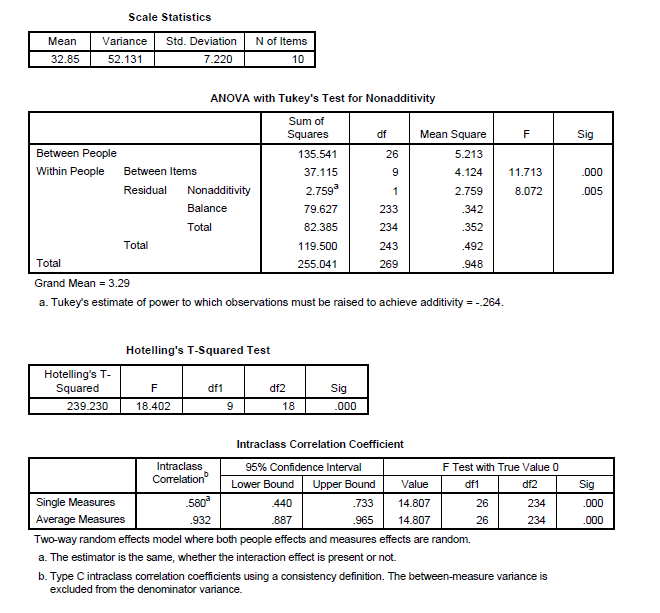 Scale Statistics
Mean Variance Std. Deviation N of Items
32.85 52.131 7.220 10
ANOVA with Tukey's Test for Nonadditivity
Sum of
Squares df Mean Square F Sig
Between People 135.541 26 5.213
Within People Between Items 37.115 9 4.124 11.713 .000
Residual Nonadditivity 2.759a 1 2.759 8.072 .005
Balance 79.627 233 .342
Total 82.385 234 .352
Total 119.500 243 .492
Total 255.041 269 .948
Grand Mean = 3.29
a. Tukey's estimate of power to which observations must be raised to achieve additivity = -.264.
Hotelling's T-Squared Test
Hotelling's T-
Squared F df1 df2 Sig
239.230 18.402 9 18 .000
Intraclass Correlation Coefficient
Intraclass
Correlationb 95% Confidence Interval F Test with True Value 0
Lower Bound Upper Bound Value df1 df2 Sig
Single Measures .580a .440 .733 14.807 26 234 .000
Average Measures .932 .887 .965 14.807 26 234 .000
Two-way random effects model where both people effects and measures effects are random.
a. The estimator is the same, whether the interaction effect is present or not.
b. Type C intraclass correlation coefficients using a consistency definition. The between-measure variance is
excluded from the denominator variance.